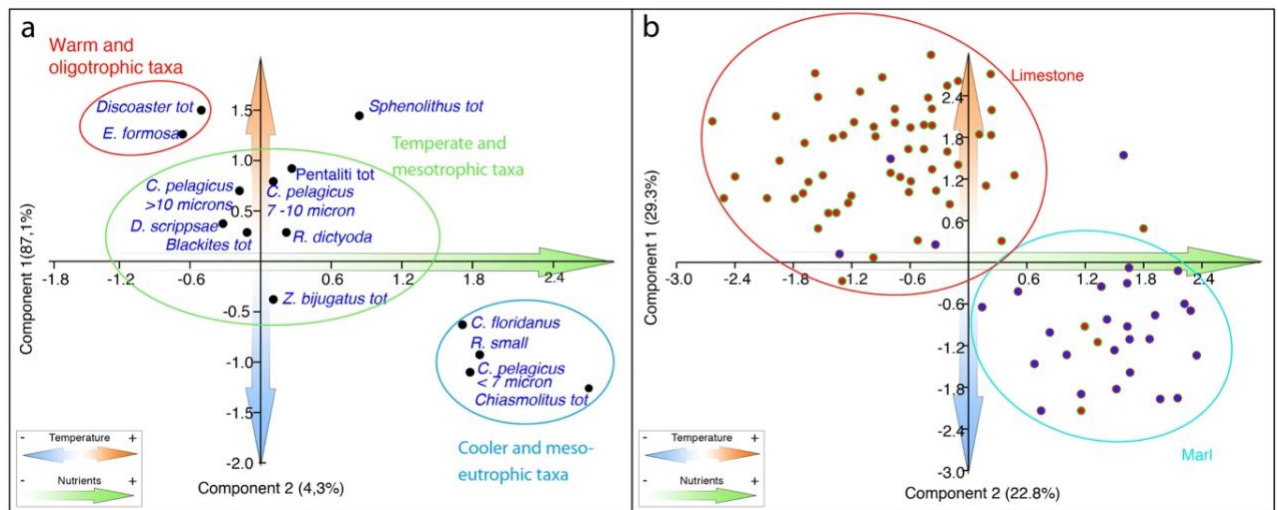 a
Warm and
oligotrophic taxa
Discoaster tot
E. formosa
Sphenolithus tot
Temperate and
mesotrophic taxa
Pentaliti tot
C. pelagicus
>10 microns
C. pelagicus
7 -10 micron
D. scrippsae
Blackites tot
R. dictyoda
Z. bijugatus tot
C. floridanus
R. small
C. pelagicus
< 7 micron
Chiasmolitus tot
Cooler and meso-
eutrophic taxa
1.5
1.0
0.5
-0.5
-1.0
-1.5
-2.0
-1.8
-1.2
-0.6
0.6
1.2
1.8
2.4
Component 1(87,1%)
Component 2 (4,3%)
- Temperature +
- Nutrients +
b
Limestone
Marl
2.4
1.8
1.2
0.6
-0.6
-1.2
-1.8
-2.4
-3.0
-3.0
-2.4
-1.8
-1.2
-0.6
0.6
1.2
1.8
2.4
Component 1 (29.3%)
Component 2 (22.8%)
- Temperature +
- Nutrients +